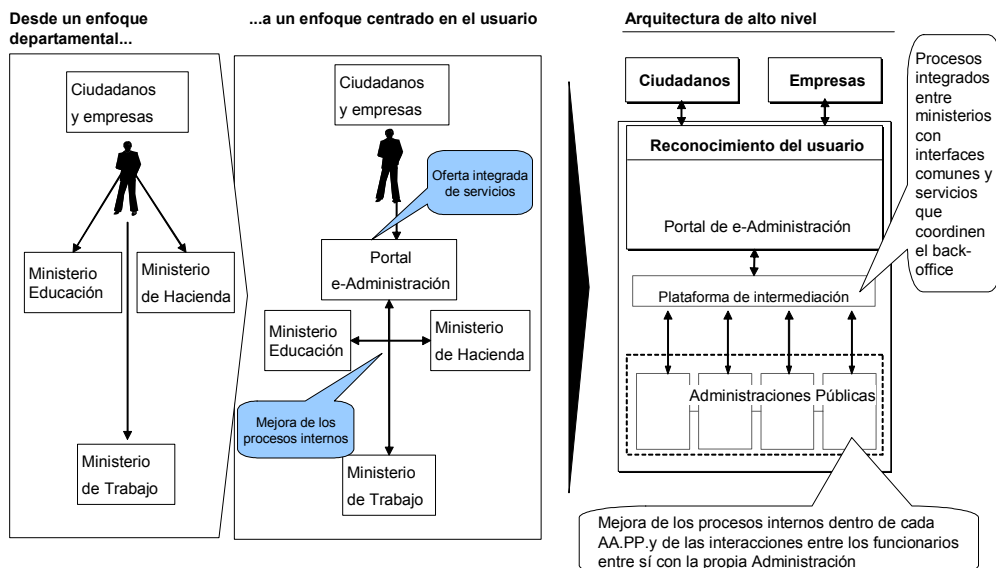 Desde un enfoque
departamental...
Ciudadanos
y empresas
Ministerio
Educación
Ministerio
de Hacienda
Ministerio
de Trabajo
...a un enfoque centrado en el usuario
Ciudadanos
y empresas
Oferta integrada
de servicios
Portal
e-Administración
Ministerio
Educación
Ministerio
de Hacienda
Mejora de los
procesos internos
Ministerio
de Trabajo
Arquitectura de alto nivel
Ciudadanos
Empresas
Reconocimiento del usuario
Portal de e-Administración
Plataforma de intermediación
Administraciones Públicas
Procesos
integrados
entre
ministerios
con
interfaces
comunes y
servicios
que
coordinen
el back-
office
Mejora de los procesos internos dentro de cada
AA.PP.y de las interacciones entre los funcionarios
entre sí con la propia Administración